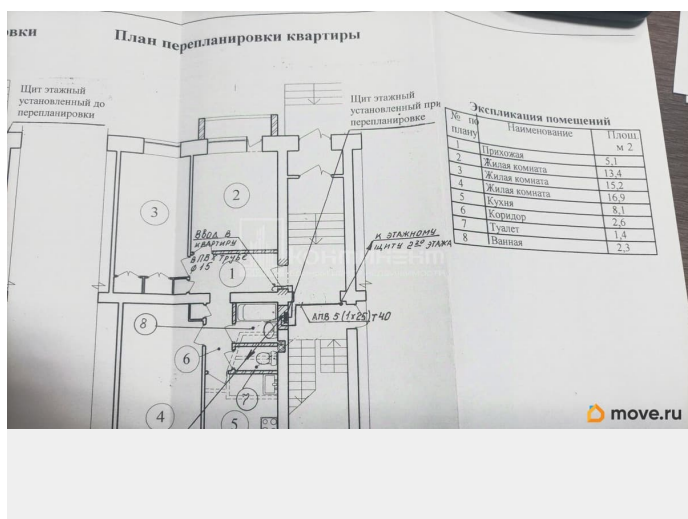 овки
План перепланировки квартиры
Щит этажный
установленный до
перепланировки
Щит этажный
установленный при
перепланировке
Экспликация помещений
№ по плану Наименование Площ. м 2
1 Прихожая 5,1
2 Жилая комната 13,4
3 Жилая комната 15,2
4 Жилая комната 16,9
5 Кухня 8,1
6 Коридор 2,6
7 Туалет 1,4
8 Ванная 2,3
2
3
Ввод в
квартиру
в ПВХ трубе
ф 15
к этажному
щиту 2го этажа
континент
1
АПВ 5(1х25)т40
8
6
7
4
5
move.ru